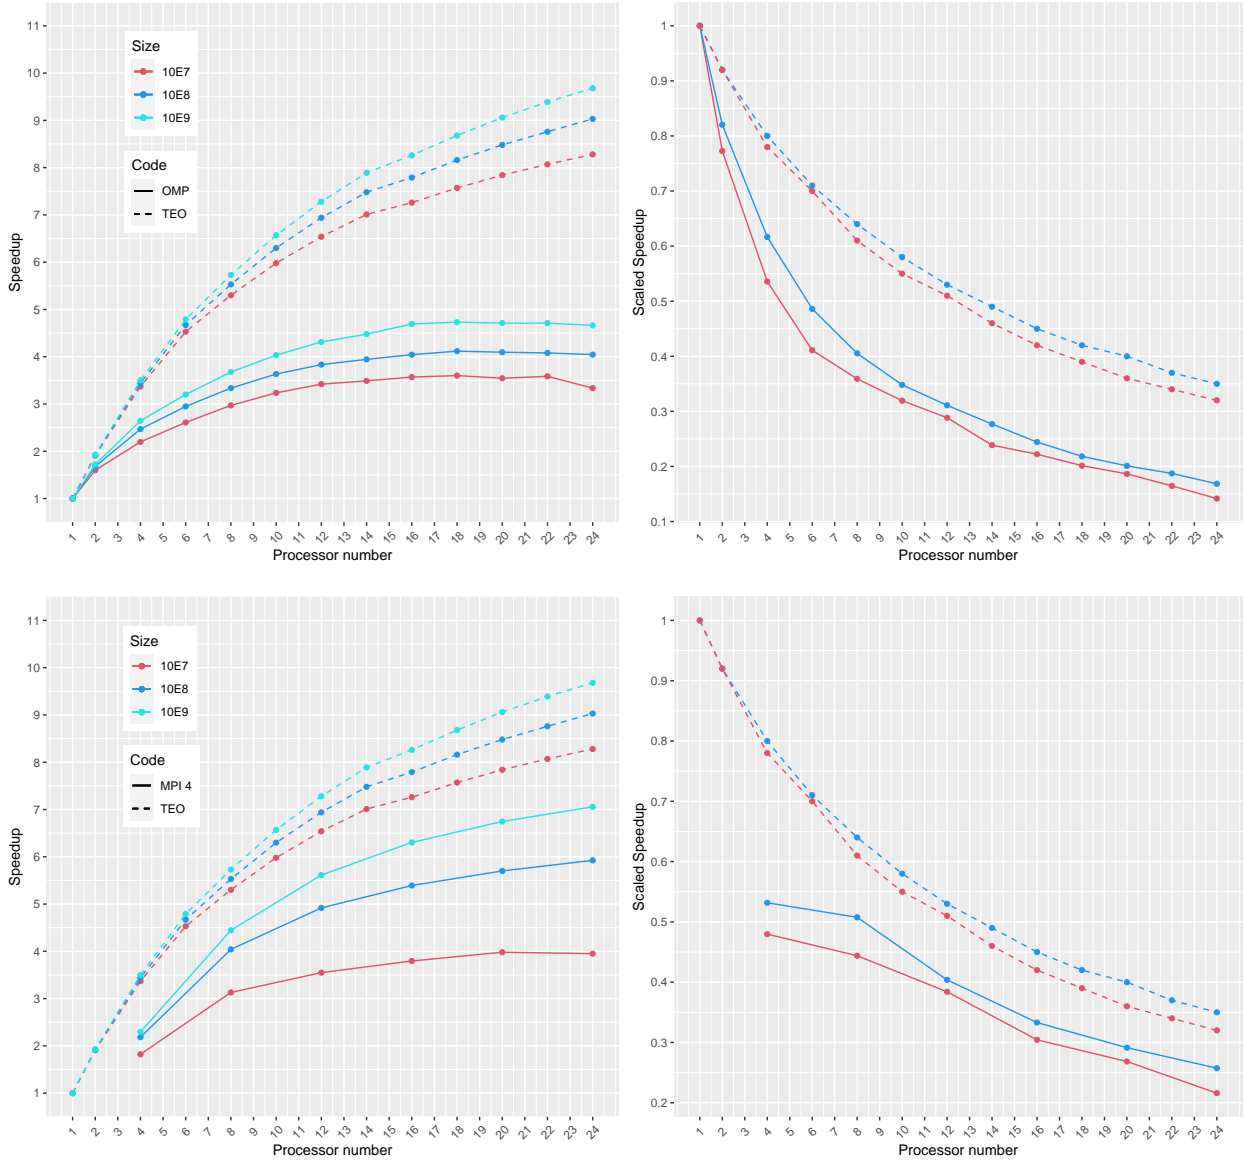 Size
10E7
10E8
10E9
Code
OMP
TEO
Speedup
11
10
9
8
7
6
5
4
3
2
1
1 2 3 4 5 6 7 8 9 10 11 12 13 14 15 16 17 18 19 20 21 22 23 24
Processor number
Scaled Speedup
1
0.9
0.8
0.7
0.6
0.5
0.4
0.3
0.2
0.1
1 2 3 4 5 6 7 8 9 10 11 12 13 14 15 16 17 18 19 20 21 22 23 24
Processor number
Size
10E7
10E8
10E9
Code
MPI 4
TEO
Speedup
11
10
9
8
7
6
5
4
3
2
1
1 2 3 4 5 6 7 8 9 10 11 12 13 14 15 16 17 18 19 20 21 22 23 24
Processor number
Scaled Speedup
1
0.9
0.8
0.7
0.6
0.5
0.4
0.3
0.2
1 2 3 4 5 6 7 8 9 10 11 12 13 14 15 16 17 18 19 20 21 22 23 24
Processor number